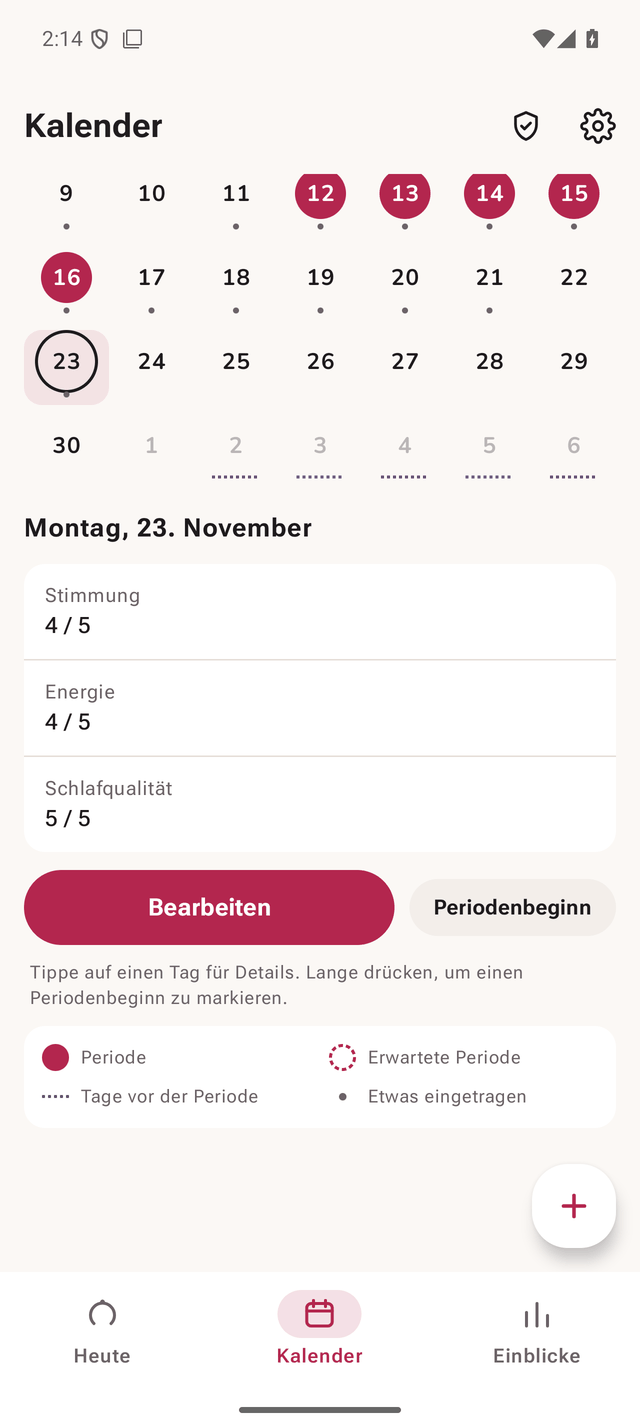 2:14
Kalender
9 10 11 12 13 14 15
16 17 18 19 20 21 22
23 24 25 26 27 28 29
30 1 2 3 4 5 6
Montag, 23. November
Stimmung
4 / 5
Energie
4 / 5
Schlafqualität
5 / 5
Bearbeiten Periodenbeginn
Tippe auf einen Tag für Details. Lange drücken, um einen
Periodenbeginn zu markieren.
Periode Erwartete Periode
Tage vor der Periode Etwas eingetragen
Heute Kalender Einblicke